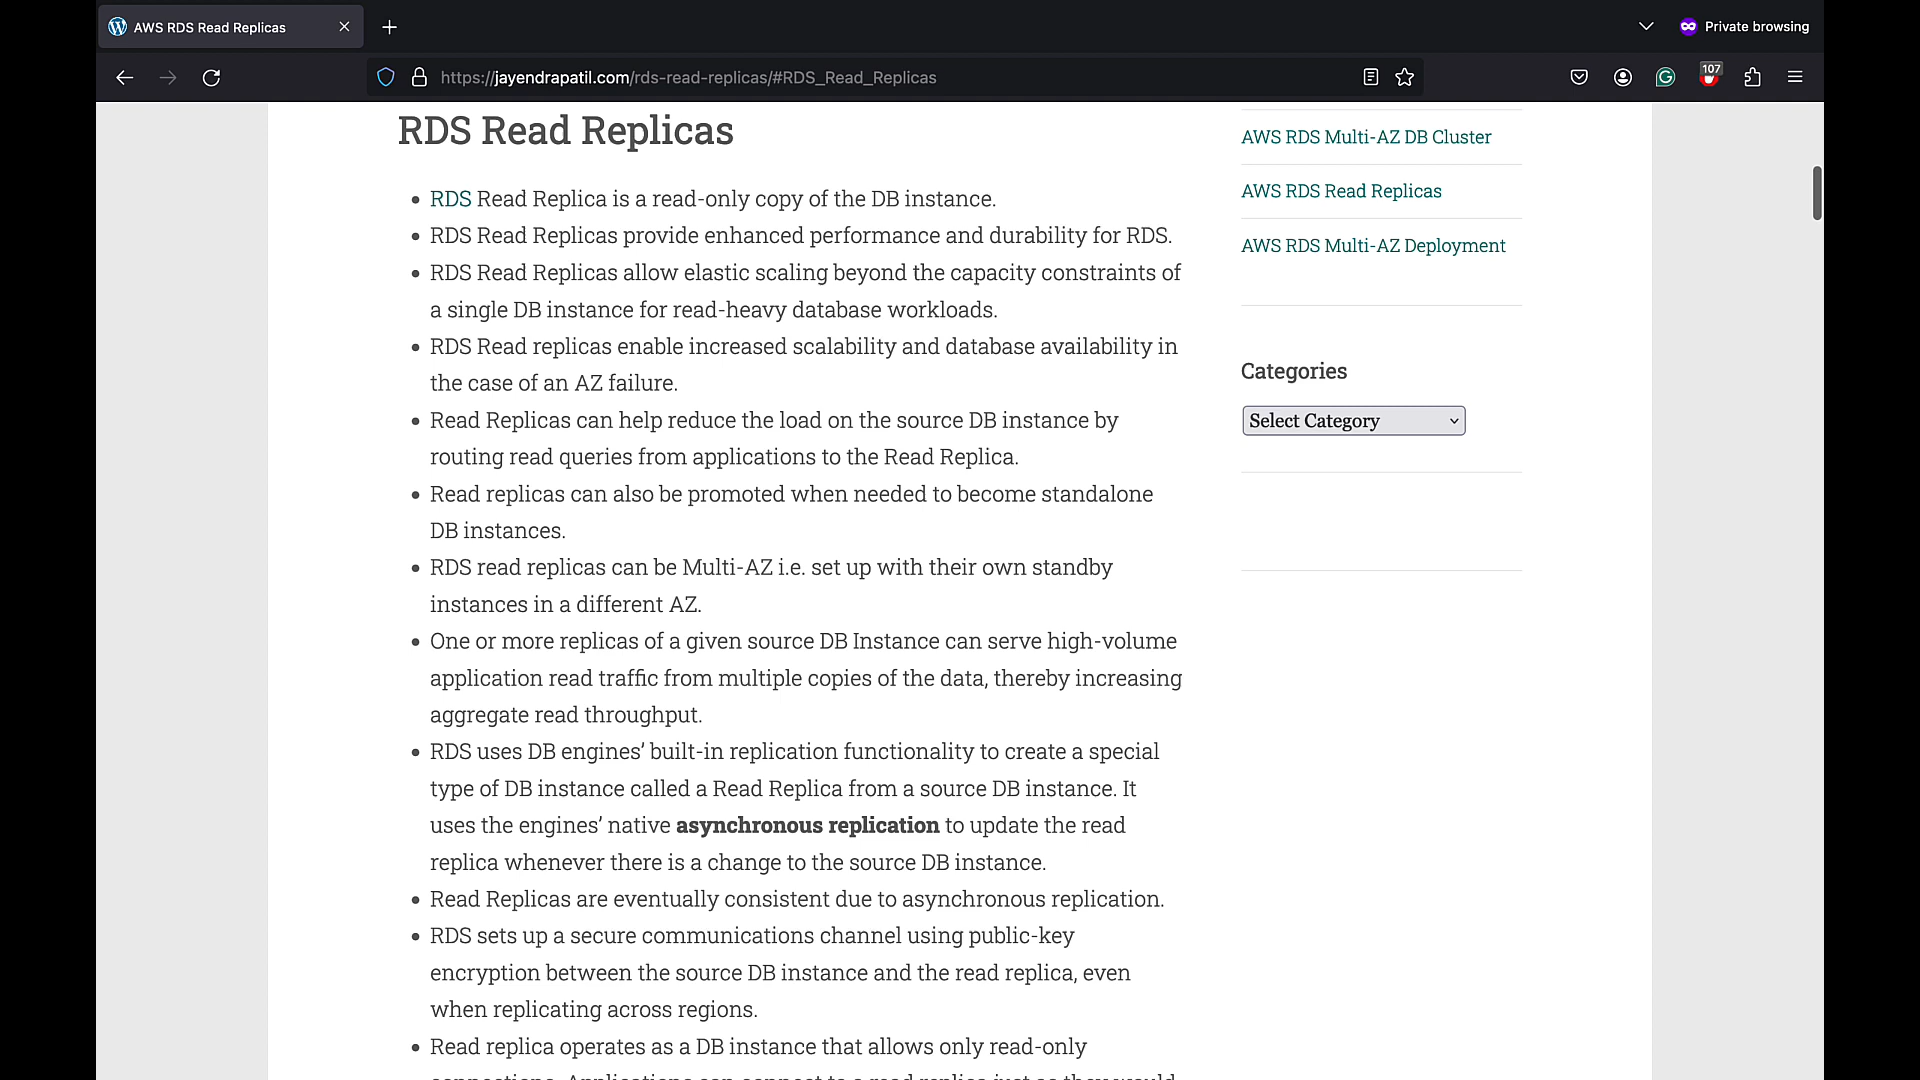 AWS RDS Read Replicas
Private browsing
https://jayendrapatil.com/rds-read-replicas/#RDS_Read_Replicas
107
RDS Read Replicas
• RDS Read Replica is a read-only copy of the DB instance.
• RDS Read Replicas provide enhanced performance and durability for RDS.
• RDS Read Replicas allow elastic scaling beyond the capacity constraints of
a single DB instance for read-heavy database workloads.
• RDS Read replicas enable increased scalability and database availability in
the case of an AZ failure.
• Read Replicas can help reduce the load on the source DB instance by
routing read queries from applications to the Read Replica.
• Read replicas can also be promoted when needed to become standalone
DB instances.
• RDS read replicas can be Multi-AZ i.e. set up with their own standby
instances in a different AZ.
• One or more replicas of a given source DB Instance can serve high-volume
application read traffic from multiple copies of the data, thereby increasing
aggregate read throughput.
• RDS uses DB engines’ built-in replication functionality to create a special
type of DB instance called a Read Replica from a source DB instance. It
uses the engines’ native asynchronous replication to update the read
replica whenever there is a change to the source DB instance.
• Read Replicas are eventually consistent due to asynchronous replication.
• RDS sets up a secure communications channel using public-key
encryption between the source DB instance and the read replica, even
when replicating across regions.
• Read replica operates as a DB instance that allows only read-only
connections. Applications can connect to a read replica just as they would
AWS RDS Multi-AZ DB Cluster
AWS RDS Read Replicas
AWS RDS Multi-AZ Deployment
Categories
Select Category